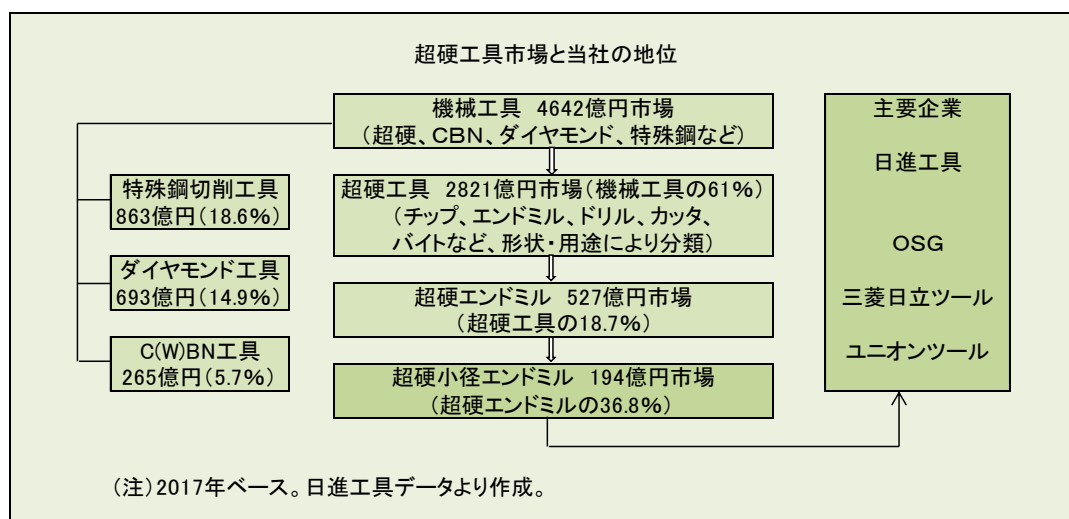 超硬工具市場と当社の地位
機械工具 4642億円市場
（超硬、CBN、ダイヤモンド、特殊鋼など）
超硬工具 2821億円市場（機械工具の61%）
（チップ、エンドミル、ドリル、カッタ、
バイトなど、形状・用途により分類）
超硬エンドミル 527億円市場
（超硬工具の18.7%）
超硬小径エンドミル 194億円市場
（超硬エンドミルの36.8%）
特殊鋼切削工具
863億円（18.6%）
ダイヤモンド工具
693億円（14.9%）
C(W)BN工具
265億円（5.7%）
主要企業
日進工具
OSG
三菱日立ツール
ユニオンツール
（注）2017年ベース。日進工具データより作成。